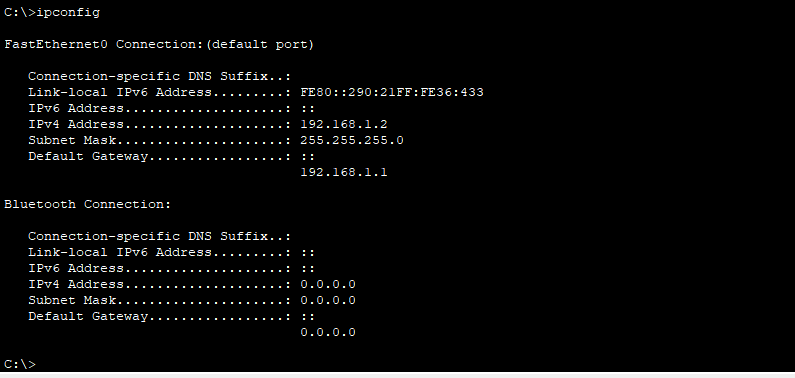 C:\>ipconfig
FastEthernet0 Connection:(default port)
Connection-specific DNS Suffix..:
Link-local IPv6 Address.........: FE80::290:21FF:FE36:433
IPv6 Address....................: ::
IPv4 Address....................: 192.168.1.2
Subnet Mask.....................: 255.255.255.0
Default Gateway.................: ::
192.168.1.1
Bluetooth Connection:
Connection-specific DNS Suffix..:
Link-local IPv6 Address.........: ::
IPv6 Address....................: ::
IPv4 Address....................: 0.0.0.0
Subnet Mask.....................: 0.0.0.0
Default Gateway.................: ::
0.0.0.0
C:\>